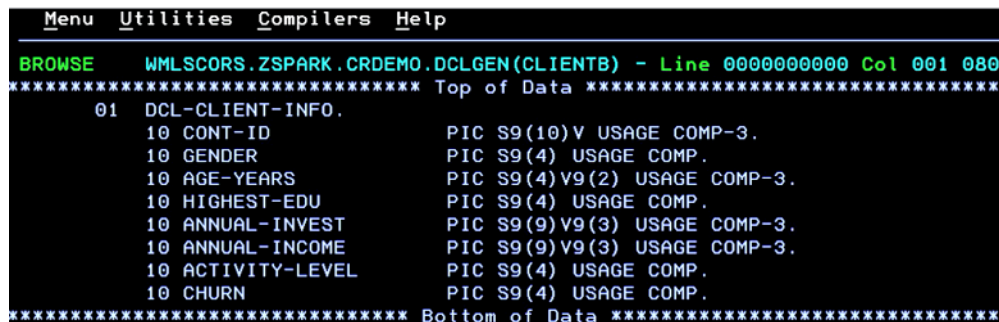 Menu Utilities Compilers Help
BROWSE WMLSCORS.ZSPARK.CRDEMO.DCLGEN(CLIENTB) - Line 0000000000 Col 001 080
********************************** Top of Data **********************************
01 DCL-CLIENT-INFO.
10 CONT-ID PIC S9(10)V USAGE COMP-3.
10 GENDER PIC S9(4) USAGE COMP.
10 AGE-YEARS PIC S9(4)V9(2) USAGE COMP-3.
10 HIGHEST-EDU PIC S9(4) USAGE COMP.
10 ANNUAL-INVEST PIC S9(9)V9(3) USAGE COMP-3.
10 ANNUAL-INCOME PIC S9(9)V9(3) USAGE COMP-3.
10 ACTIVITY-LEVEL PIC S9(4) USAGE COMP.
10 CHURN PIC S9(4) USAGE COMP.
********************************* Bottom of Data ********************************